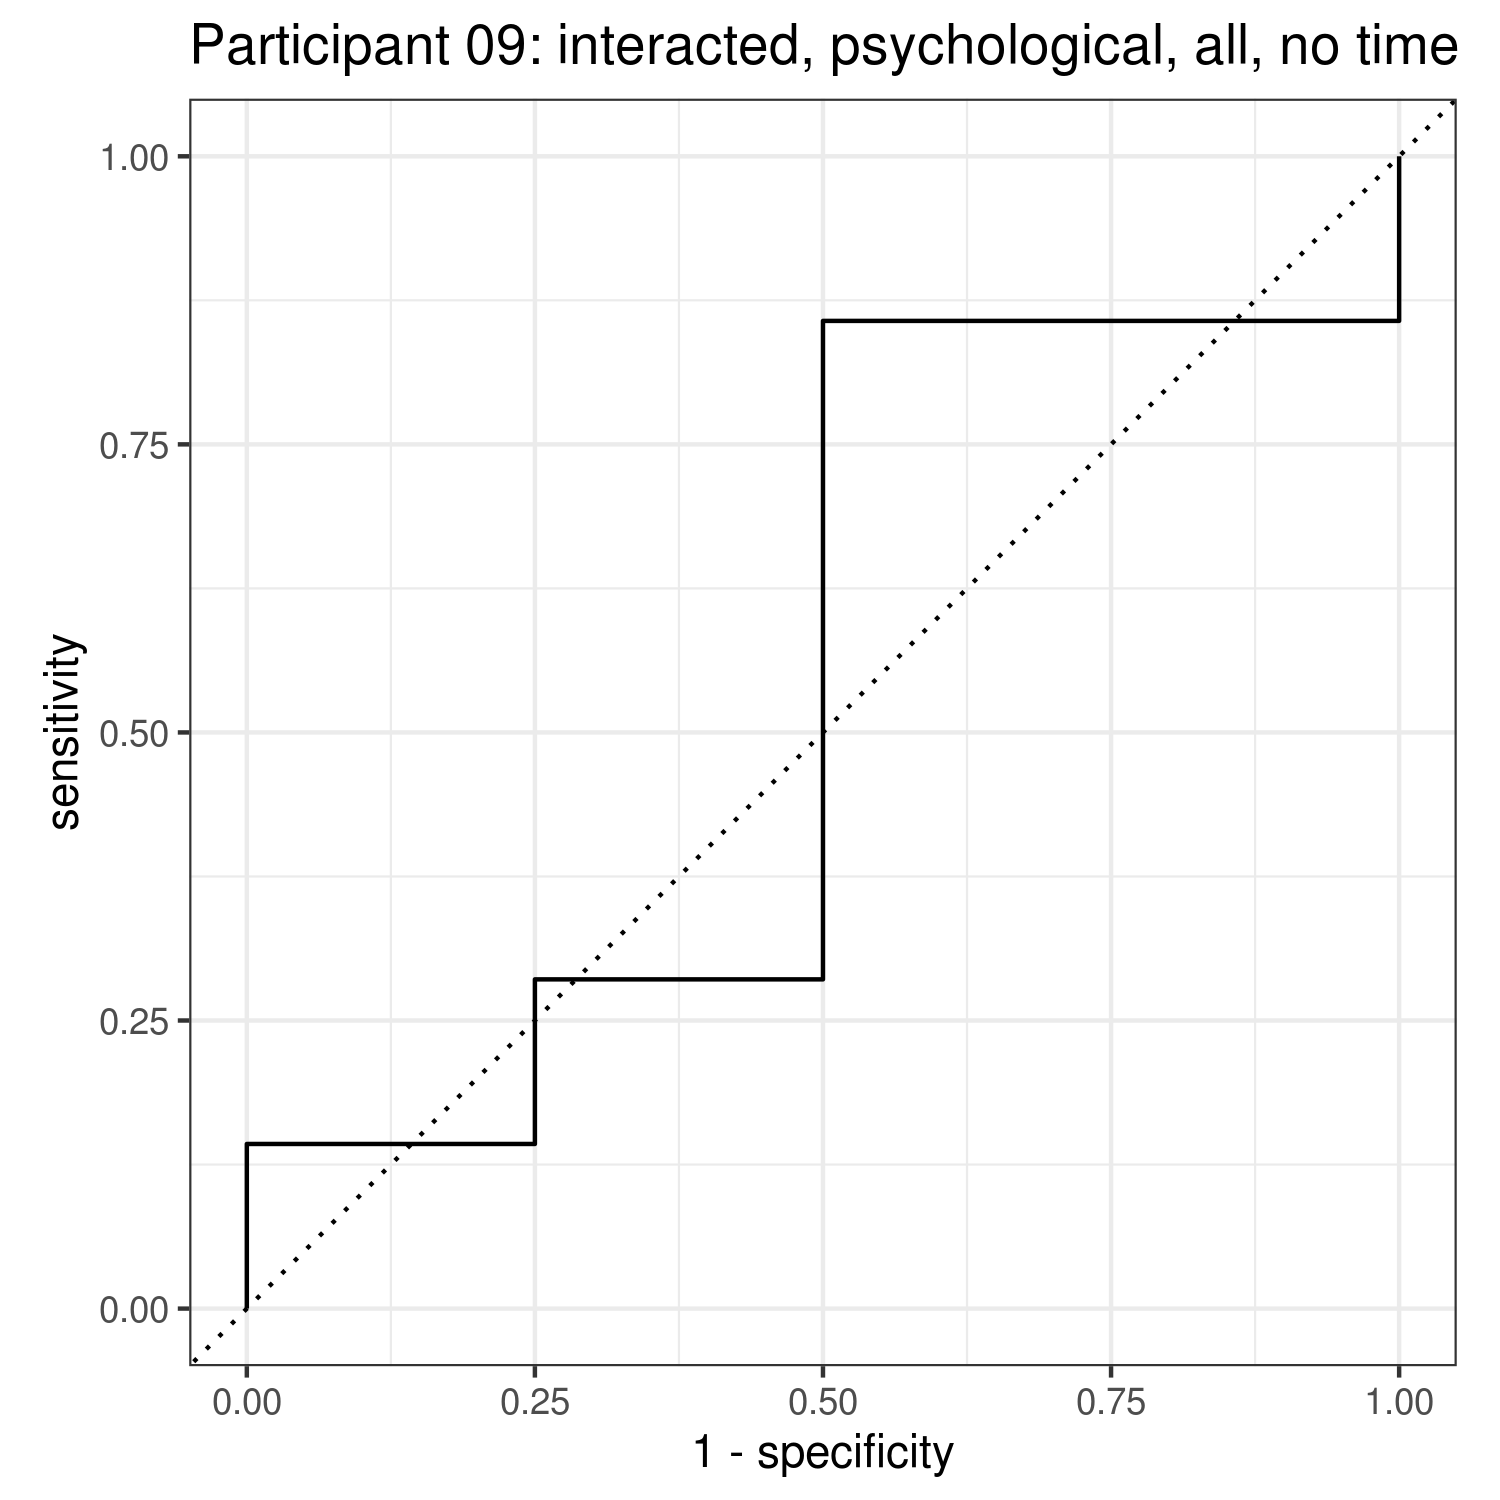 Participant 09: interacted, psychological, all, no time
1.00
0.75
0.50
0.25
0.00
sensitivity
0.00 0.25 0.50 0.75 1.00
1 - specificity